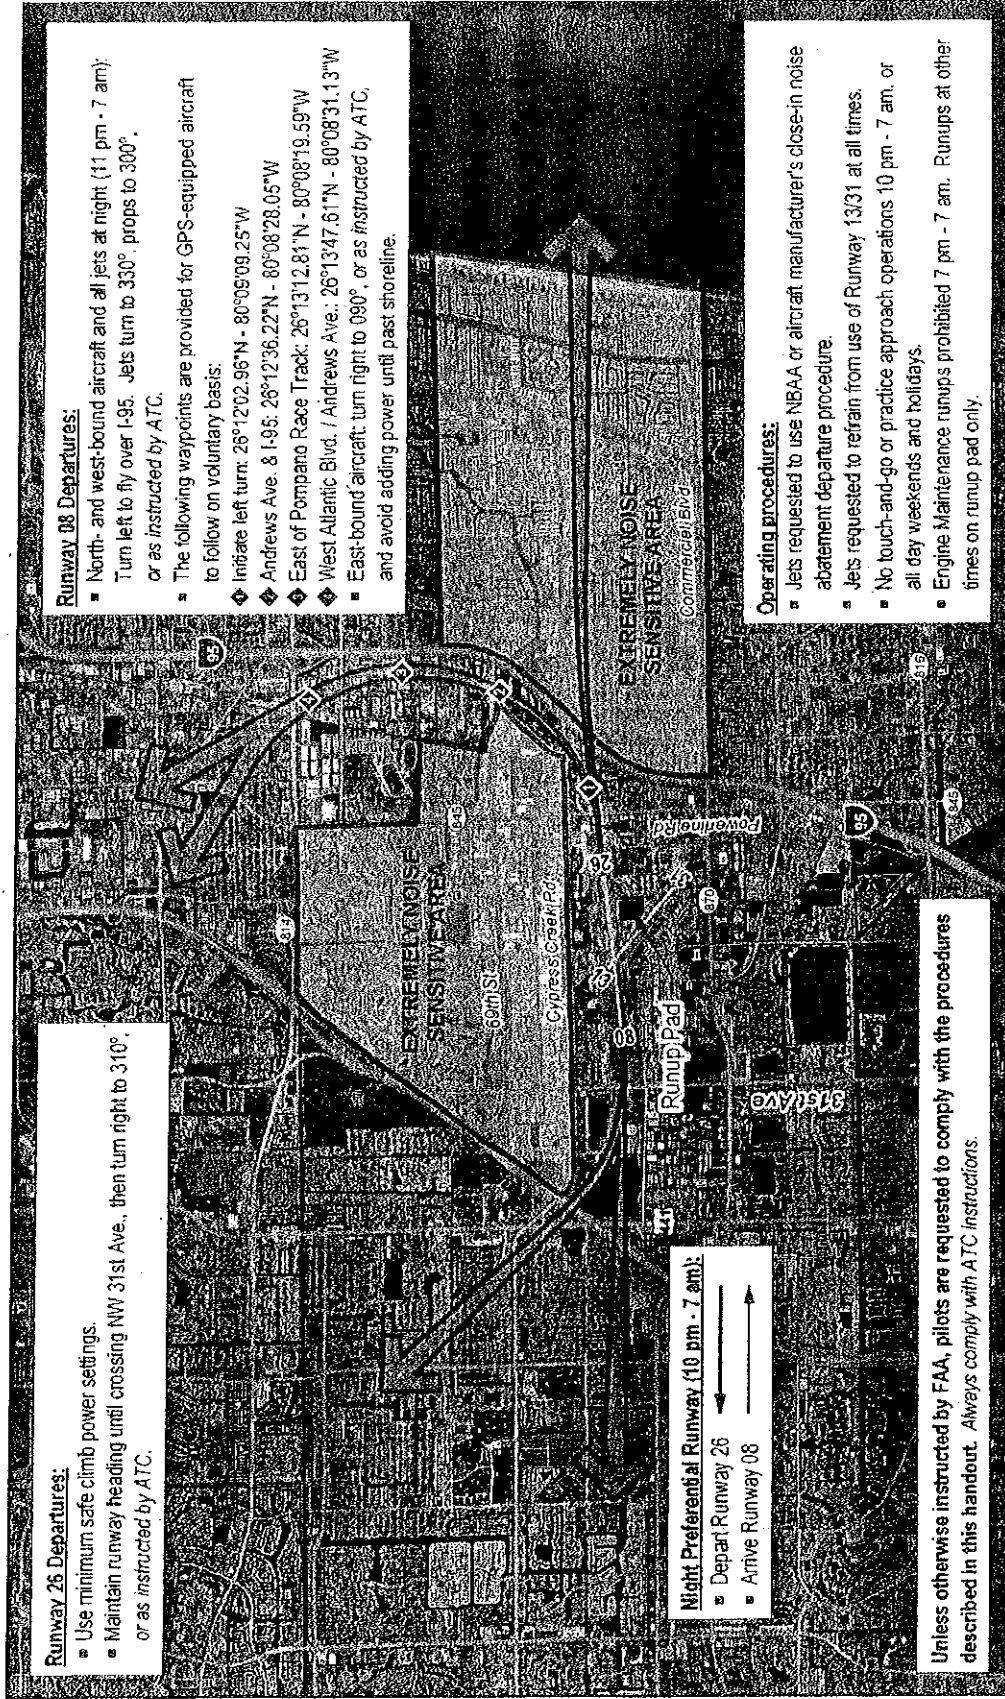 Runway 26 Departures:
Use minimum safe climb power settings.
Maintain runway heading until crossing NW 31st Ave., then turn right to 310°,
or as instructed by ATC.
Runway 08 Departures:
North- and west-bound aircraft and all jets at night (11 pm - 7 am):
Turn left to fly over I-95. Jets turn to 330°, props to 300°,
or as instructed by ATC.
The following waypoints are provided for GPS-equipped aircraft
to follow on voluntary basis:
Initiate left turn: 26°12'02.96"N - 80°09'09.25"W
Andrews Ave. & I-95: 26°12'36.22"N - 80°08'28.05"W
East of Pompano Race Track: 26°13'12.81"N - 80°08'19.59"W
West Atlantic Blvd. / Andrews Ave.: 26°13'47.61"N - 80°08'31.13"W
East-bound aircraft: turn right to 090°, or as instructed by ATC,
and avoid adding power until past shoreline.
95
814
845
EXTREMELY NOISE
SENSITIVE AREA
69th St
Cypress Creek Rd
EXTREMELY NOISE
SENSITIVE AREA
Commercial Blvd
08
26
13
31
Runup Pad
31st AVE
Powerline Rd
870
441
95
816
845
Night Preferential Runway (10 pm - 7 am):
Depart Runway 26
Arrive Runway 08
Operating procedures:
Jets requested to use NBAA or aircraft manufacturer's close-in noise
abatement departure procedure.
Jets requested to refrain from use of Runway 13/31 at all times.
No touch-and-go or practice approach operations 10 pm - 7 am, or
all day weekends and holidays.
Engine Maintenance runups prohibited 7 pm - 7 am. Runups at other
times on runup pad only.
Unless otherwise instructed by FAA, pilots are requested to comply with the procedures
described in this handout. Always comply with ATC instructions.